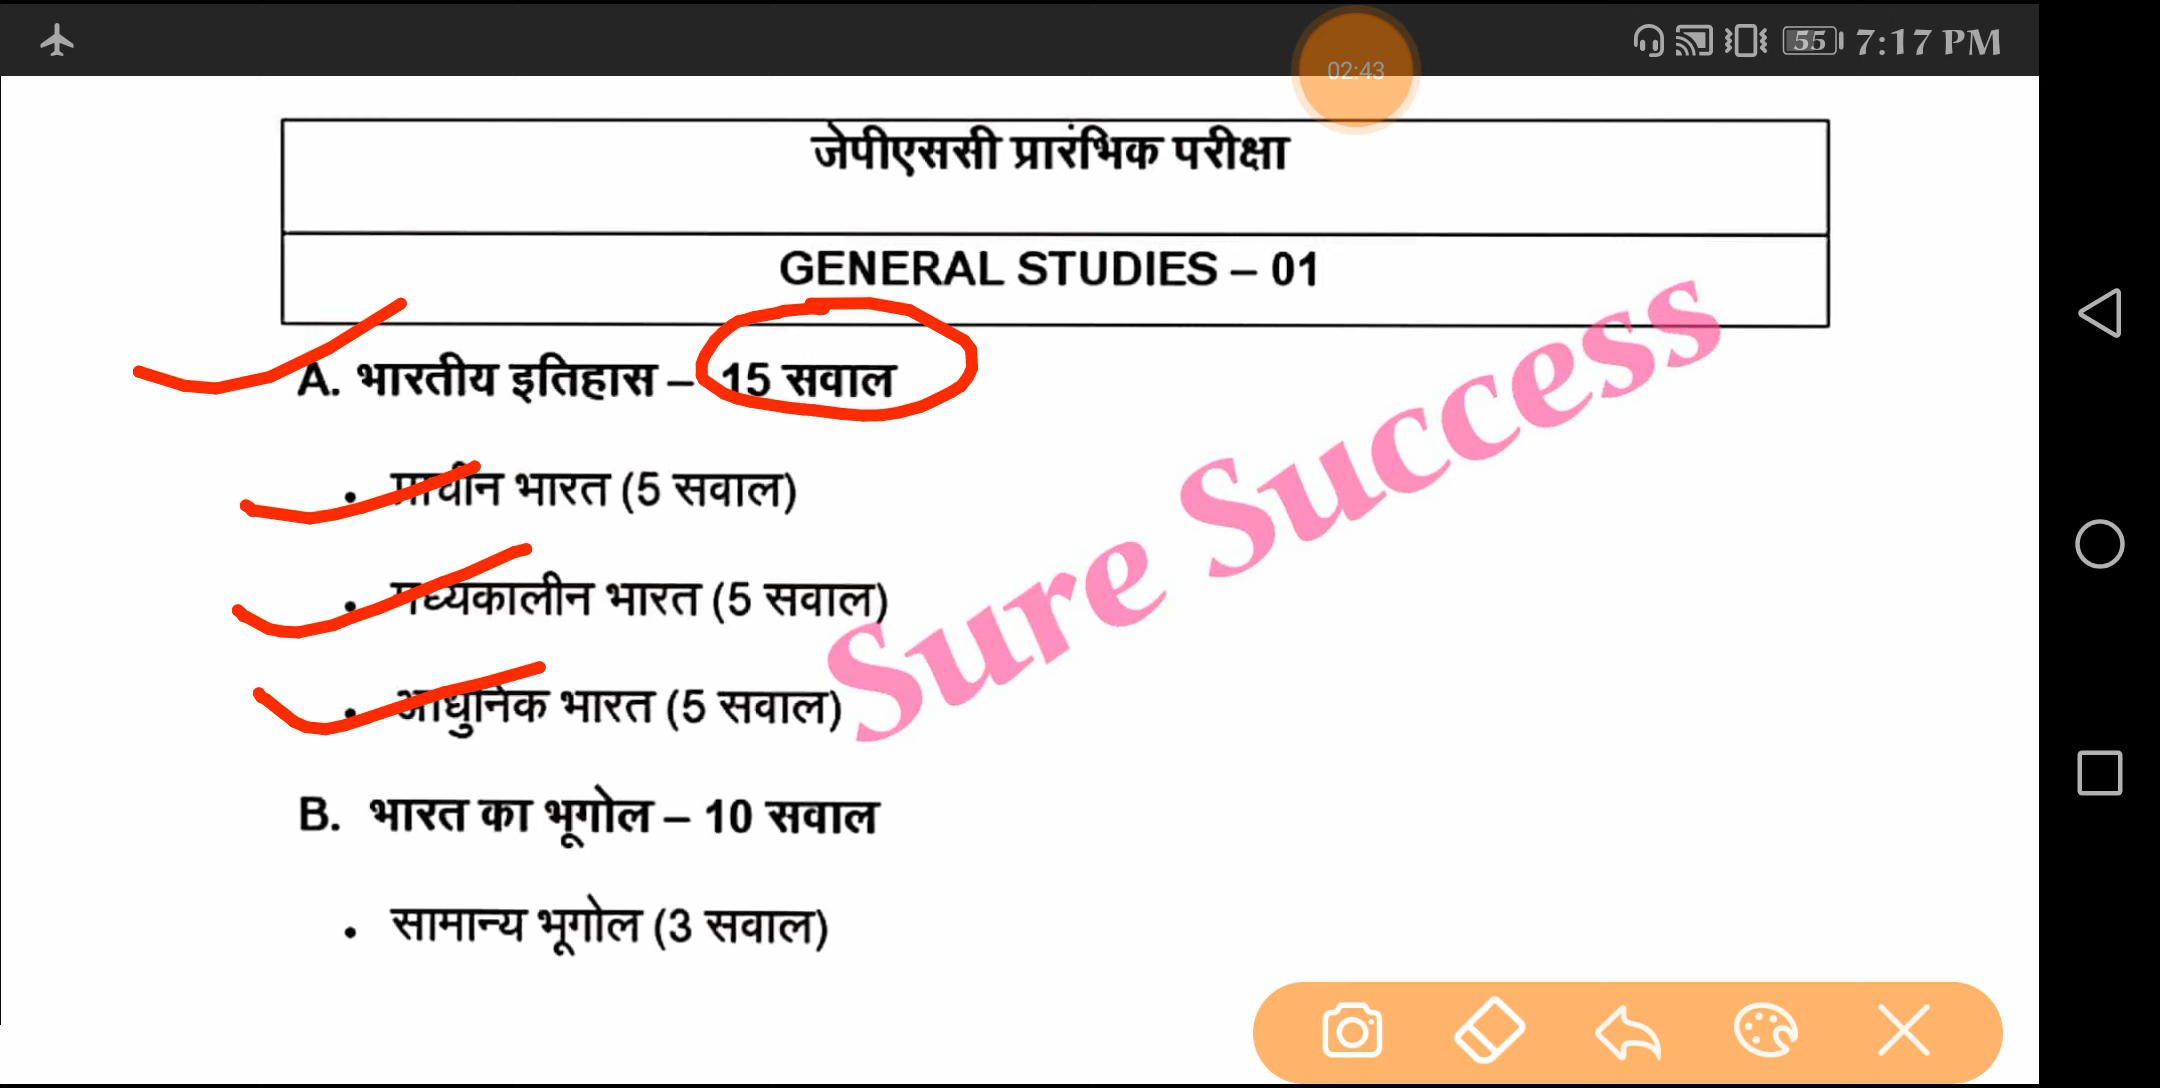 55 7:17 PM
02:43
जेपीएससी प्रारंभिक परीक्षा
GENERAL STUDIES – 01
A. भारतीय इतिहास – 15 सवाल
• प्राचीन भारत (5 सवाल)
• मध्यकालीन भारत (5 सवाल)
• आधुनिक भारत (5 सवाल)
B. भारत का भूगोल – 10 सवाल
• सामान्य भूगोल (3 सवाल)
Sure Success